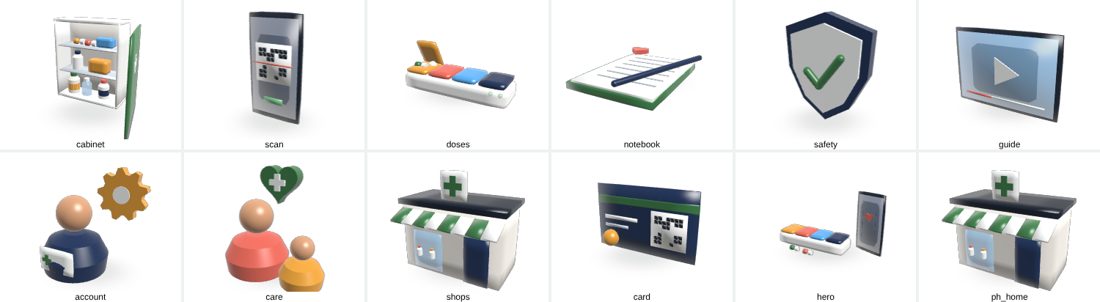 cabinet
scan
doses
notebook
safety
guide
account
care
shops
card
hero
ph_home